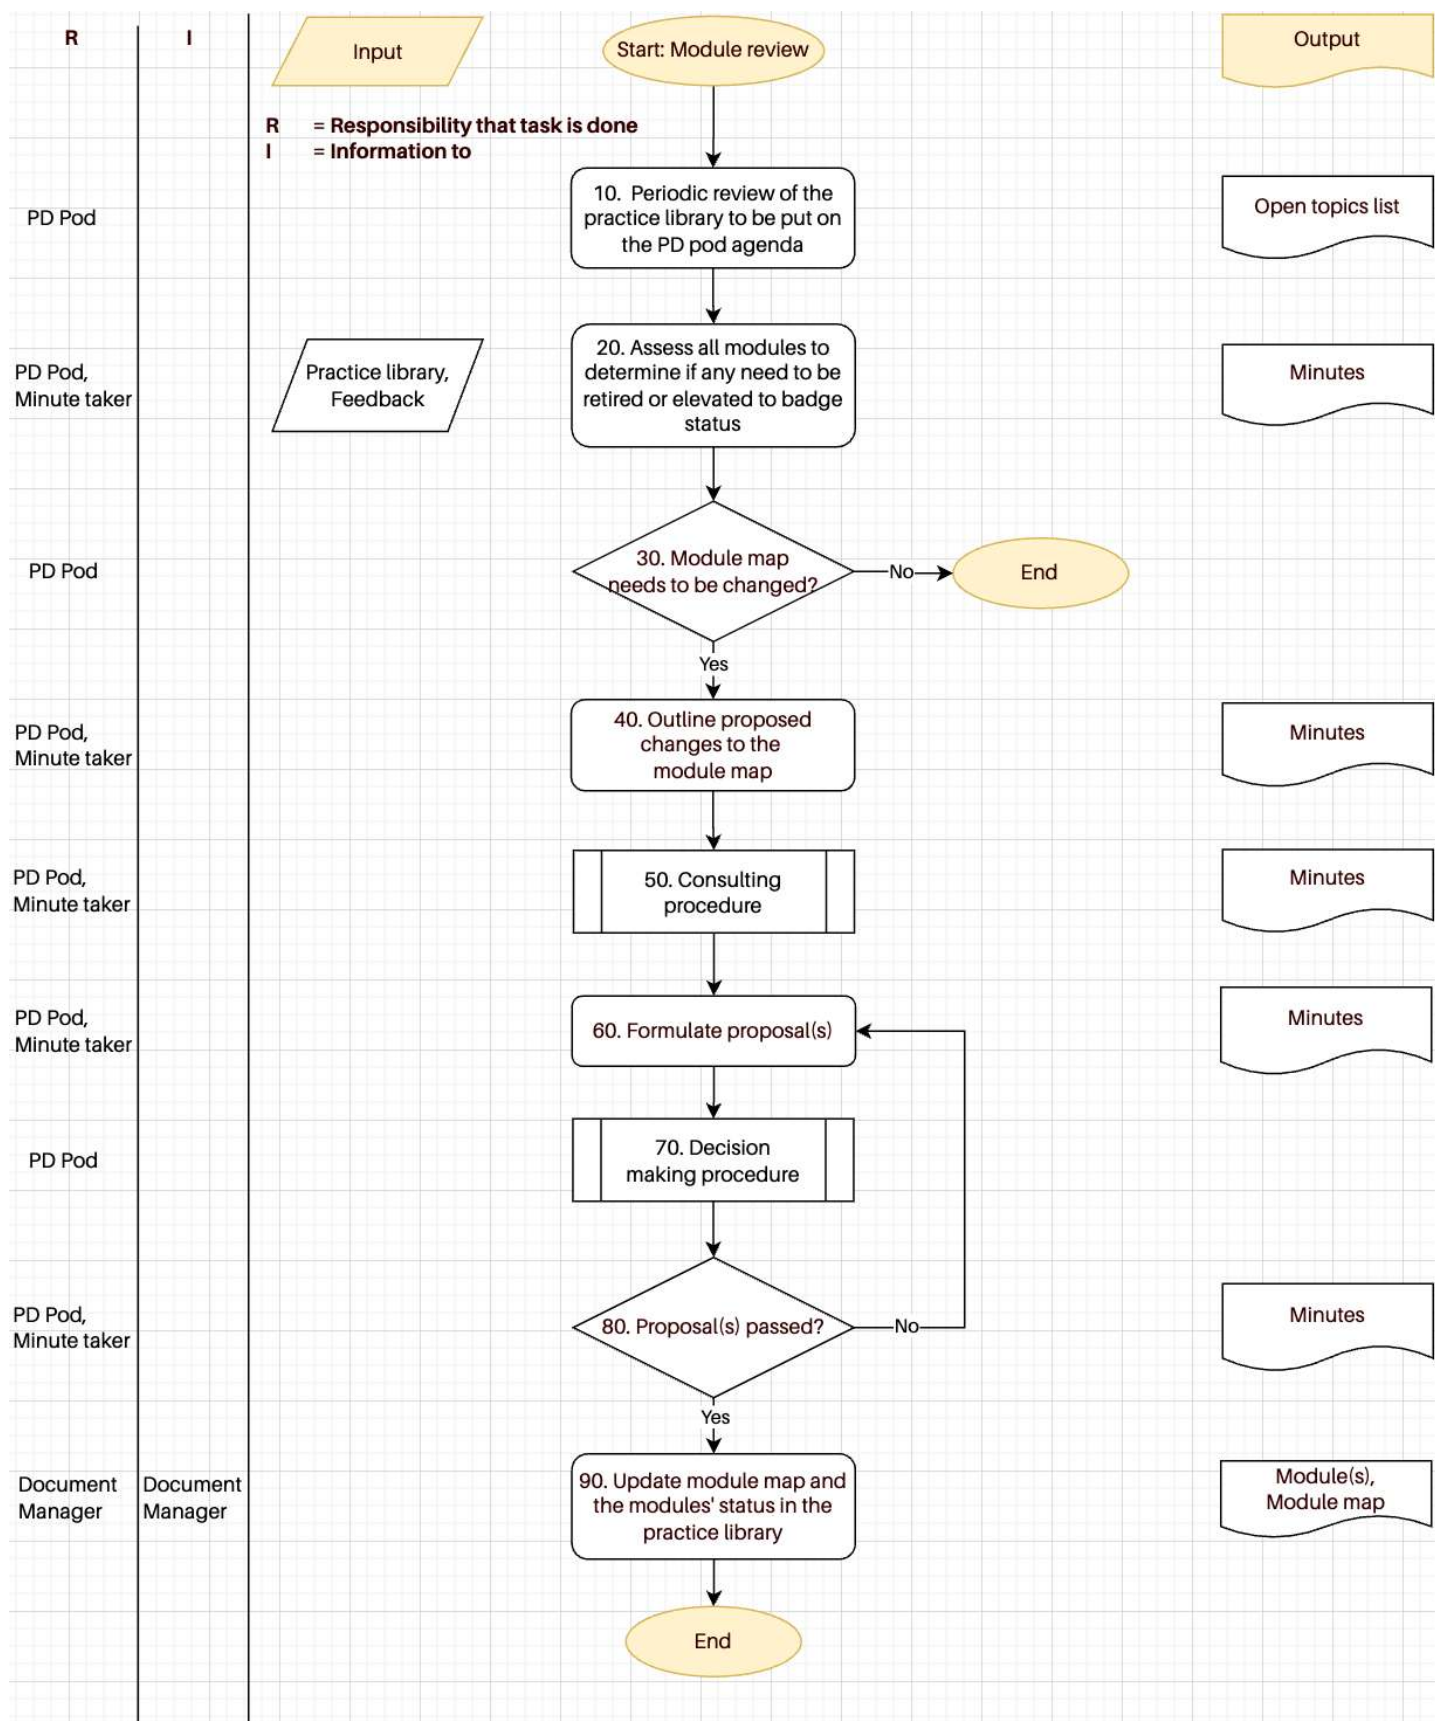 R
I
Input
Start: Module review
Output
R = Responsibility that task is done
I = Information to
PD Pod
10. Periodic review of the
practice library to be put on
the PD pod agenda
Open topics list
PD Pod,
Minute taker
Practice library,
Feedback
20. Assess all modules to
determine if any need to be
retired or elevated to badge
status
Minutes
PD Pod
30. Module map
needs to be changed?
No
End
Yes
PD Pod,
Minute taker
40. Outline proposed
changes to the
module map
Minutes
PD Pod,
Minute taker
50. Consulting
procedure
Minutes
PD Pod,
Minute taker
60. Formulate proposal(s)
Minutes
PD Pod
70. Decision
making procedure
PD Pod,
Minute taker
80. Proposal(s) passed?
No
Minutes
Yes
Document
Manager
Document
Manager
90. Update module map and
the modules' status in the
practice library
Module(s),
Module map
End